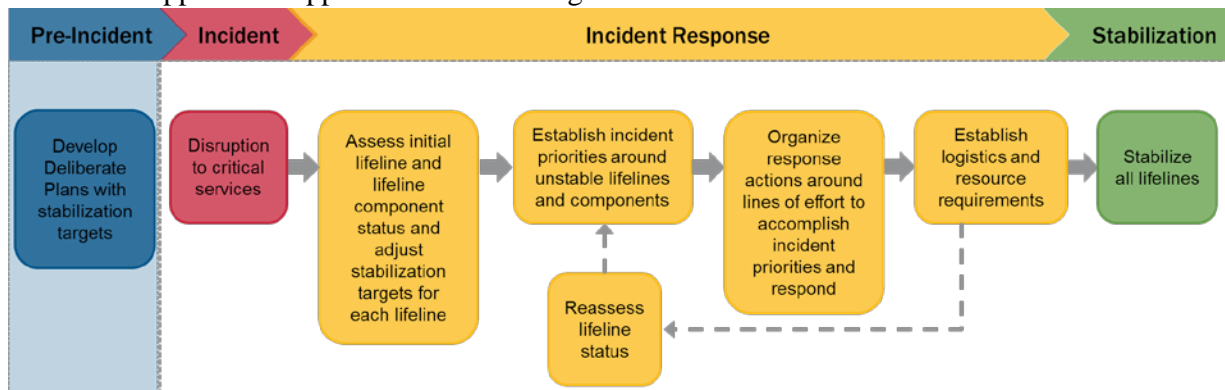 Pre-Incident
Incident
Incident Response
Stabilization
Develop
Deliberate
Plans with
stabilization
targets
Disruption
to critical
services
Assess initial
lifeline and
lifeline
component
status and
adjust
stabilization
targets for
each lifeline
Establish incident
priorities around
unstable lifelines
and components
Organize
response
actions around
lines of effort to
accomplish
incident
priorities and
respond
Establish
logistics and
resource
requirements
Stabilize
all lifelines
Reassess
lifeline
status